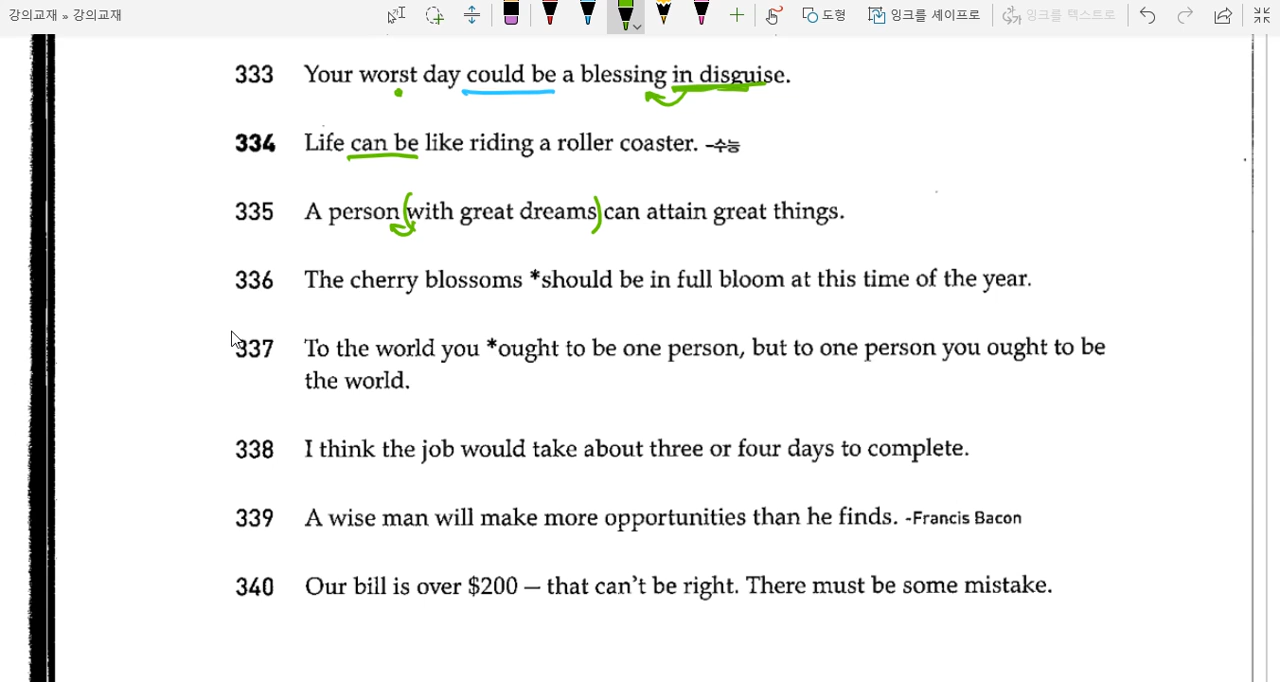 강의교재 » 강의교재 도형 잉크를 셰이프로 잉크를 텍스트로
333 Your worst day could be a blessing in disguise.
334 Life can be like riding a roller coaster. -수능
335 A person (with great dreams) can attain great things.
336 The cherry blossoms *should be in full bloom at this time of the year.
337 To the world you *ought to be one person, but to one person you ought to be
the world.
338 I think the job would take about three or four days to complete.
339 A wise man will make more opportunities than he finds. -Francis Bacon
340 Our bill is over $200 – that can't be right. There must be some mistake.